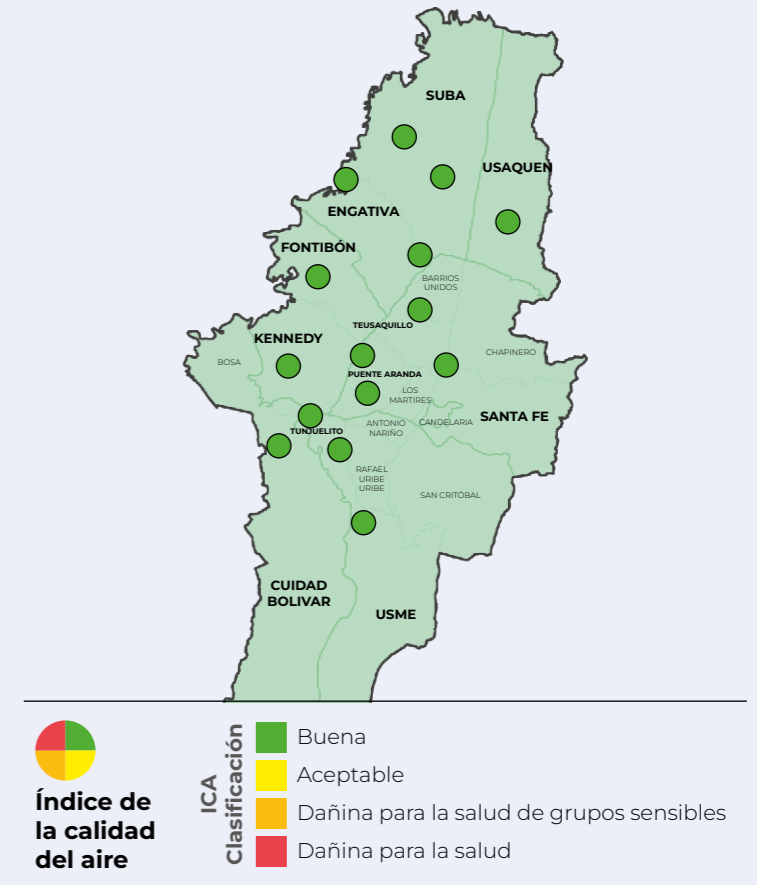 SUBA
USAQUEN
ENGATIVA
FONTIBÓN
BARRIOS
UNIDOS
TEUSAQUILLO
KENNEDY
CHAPINERO
BOSA
PUENTE ARANDA
LOS
MARTIRES
SANTA FE
ANTONIO
NARIÑO
CANDELARIA
TUNJUELITO
RAFAEL
URIBE
URIBE
SAN CRITÓBAL
CUIDAD
BOLIVAR
USME
Índice de
la calidad
del aire
ICA
Clasificación
Buena
Aceptable
Dañina para la salud de grupos sensibles
Dañina para la salud